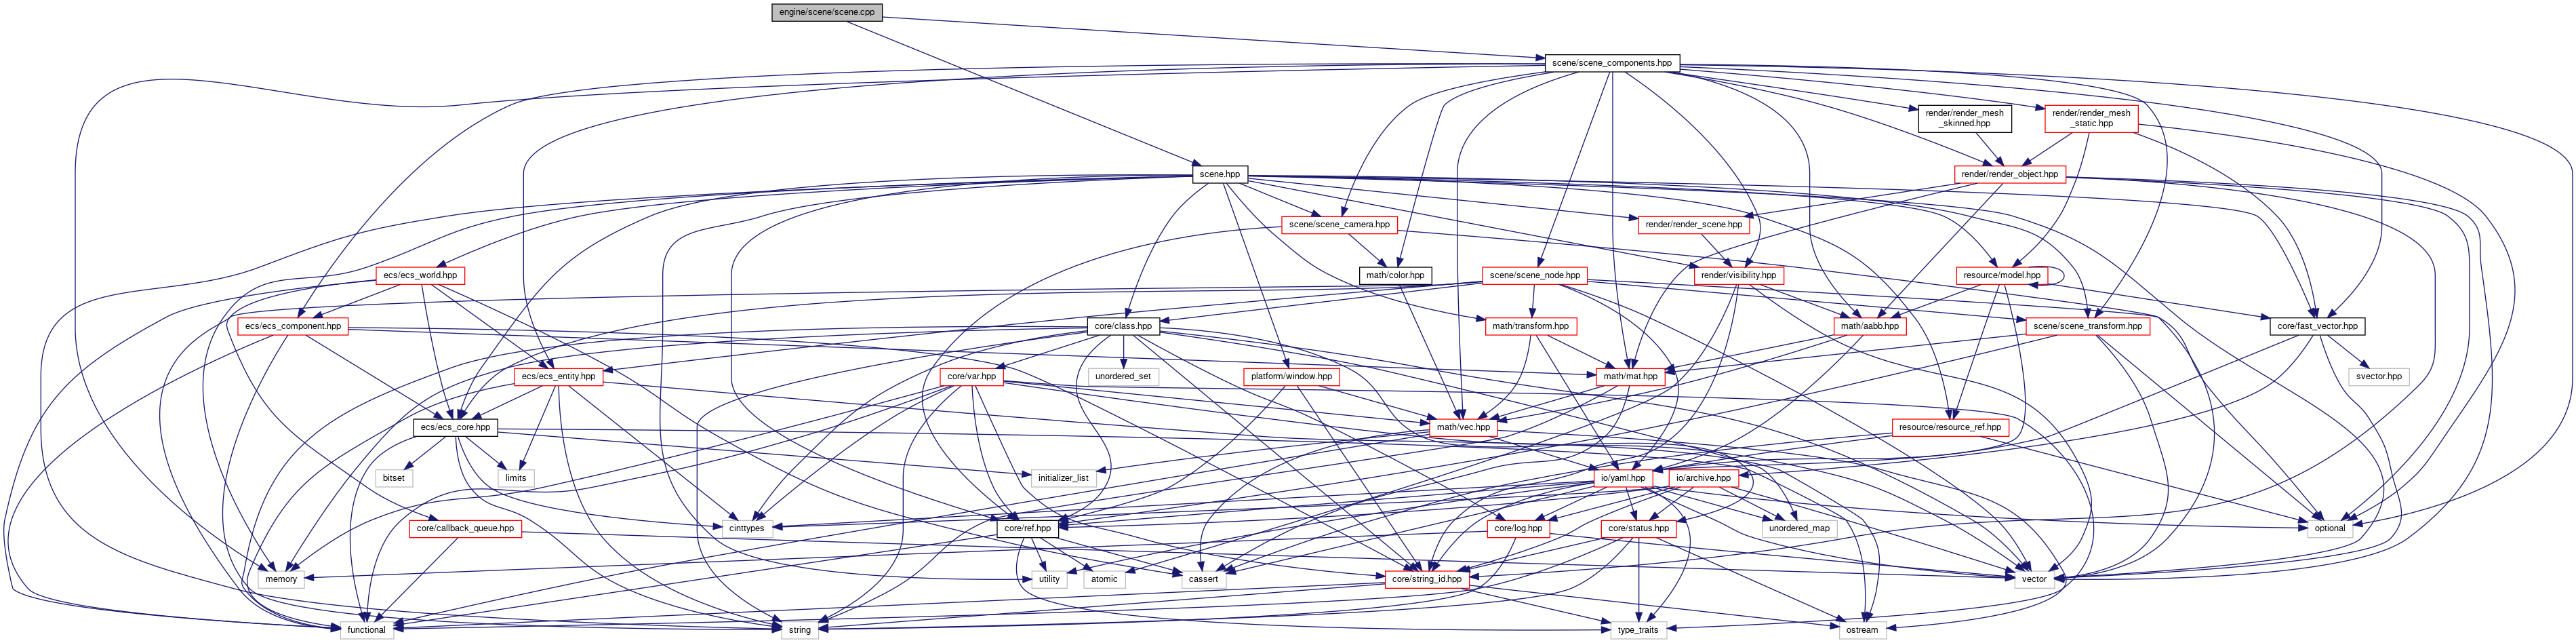 engine/scene/scene.cpp
scene/scene_components.hpp
render/render_mesh
_skinned.hpp
render/render_mesh
_static.hpp
scene.hpp
render/render_object.hpp
scene/scene_camera.hpp
render/render_scene.hpp
ecs/ecs_world.hpp
math/color.hpp
scene/scene_node.hpp
render/visibility.hpp
resource/model.hpp
ecs/ecs_component.hpp
core/class.hpp
math/transform.hpp
math/aabb.hpp
scene/scene_transform.hpp
core/fast_vector.hpp
ecs/ecs_entity.hpp
core/var.hpp
unordered_set
platform/window.hpp
math/mat.hpp
svector.hpp
ecs/ecs_core.hpp
math/vec.hpp
resource/resource_ref.hpp
bitset
limits
initializer_list
io/yaml.hpp
io/archive.hpp
core/callback_queue.hpp
cinttypes
core/ref.hpp
core/log.hpp
core/status.hpp
unordered_map
optional
memory
utility
atomic
cassert
core/string_id.hpp
vector
functional
string
type_traits
ostream